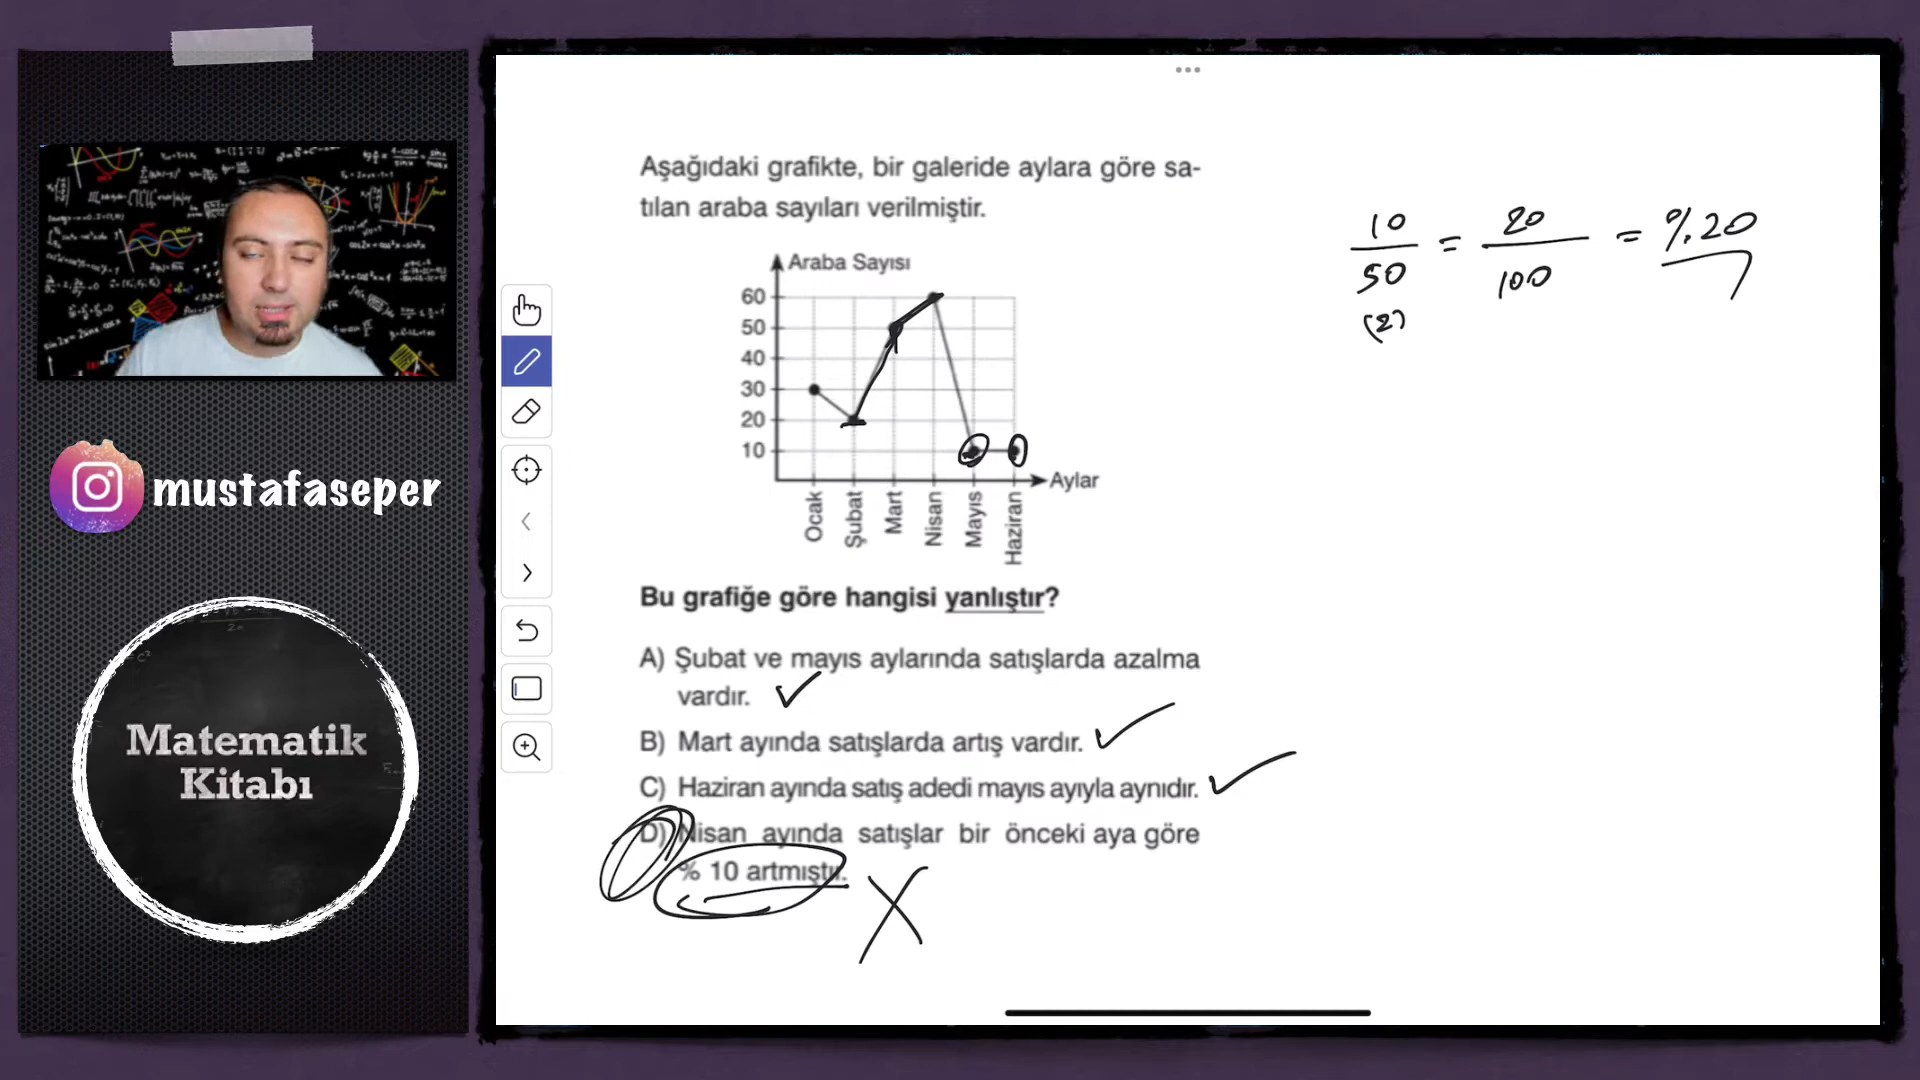 mustafaseper
Matematik
Kitabı
Aşağıdaki grafikte, bir galeride aylara göre sa-
tılan araba sayıları verilmiştir.
Araba Sayısı
60
50
40
30
20
10
Aylar
Ocak
Şubat
Mart
Nisan
Mayıs
Haziran
Bu grafiğe göre hangisi yanlıştır?
A) Şubat ve mayıs aylarında satışlarda azalma
vardır.
B) Mart ayında satışlarda artış vardır.
C) Haziran ayında satış adedi mayıs ayıyla aynıdır.
D) Nisan ayında satışlar bir önceki aya göre
% 10 artmıştır.
10 20
= = %20
50 100
(2)